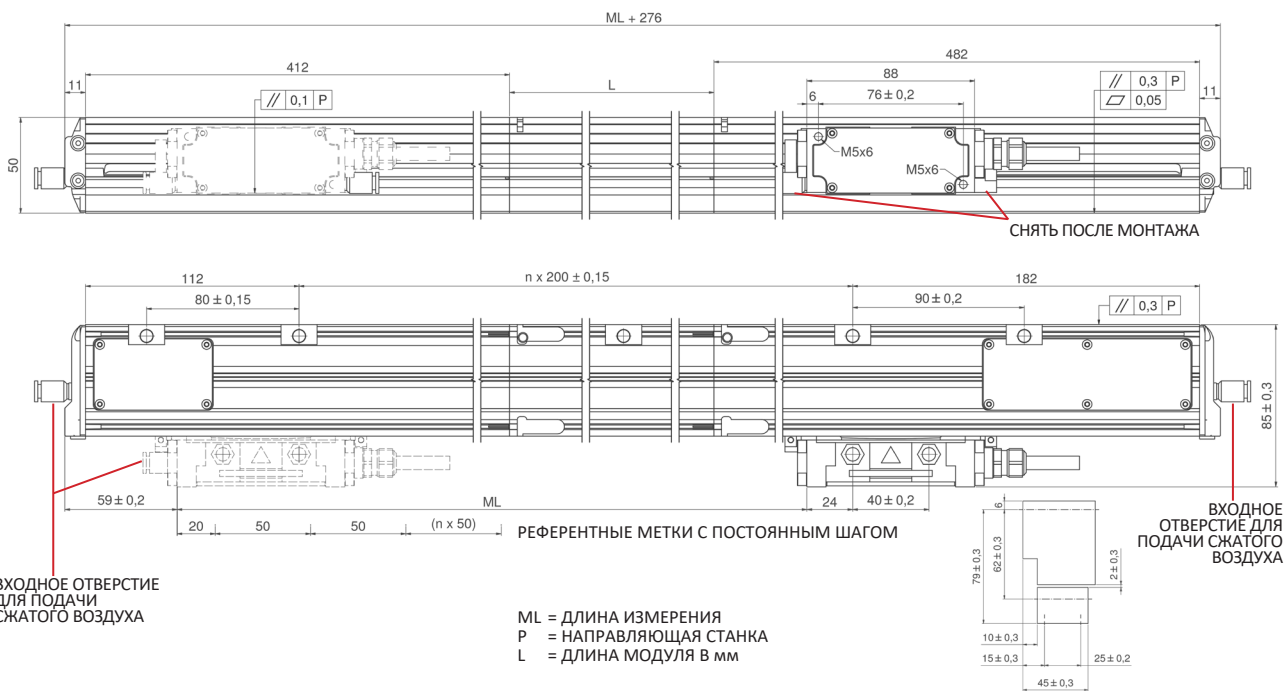 ML + 276
482
412
11
L
88
// 0,3 P
0,05
11
// 0,1 P
6
76 ± 0,2
50
M5x6
M5x6
СНЯТЬ ПОСЛЕ МОНТАЖА
112
n x 200 ± 0,15
182
80 ± 0,15
90 ± 0,2
// 0,3 P
85 ± 0,3
59 ± 0,2
ML
24
40 ± 0,2
20
50
50
(n x 50)
РЕФЕРЕНТНЫЕ МЕТКИ С ПОСТОЯННЫМ ШАГОМ
6
ВХОДНОЕ
ОТВЕРСТИЕ ДЛЯ
ПОДАЧИ СЖАТОГО
ВОЗДУХА
79 ± 0,3
62 ± 0,3
2 ± 0,3
ВХОДНОЕ ОТВЕРСТИЕ
ДЛЯ ПОДАЧИ
СЖАТОГО ВОЗДУХА
ML = ДЛИНА ИЗМЕРЕНИЯ
P = НАПРАВЛЯЮЩАЯ СТАНКА
L = ДЛИНА МОДУЛЯ В мм
10 ± 0,3
15 ± 0,3
25 ± 0,2
45 ± 0,3